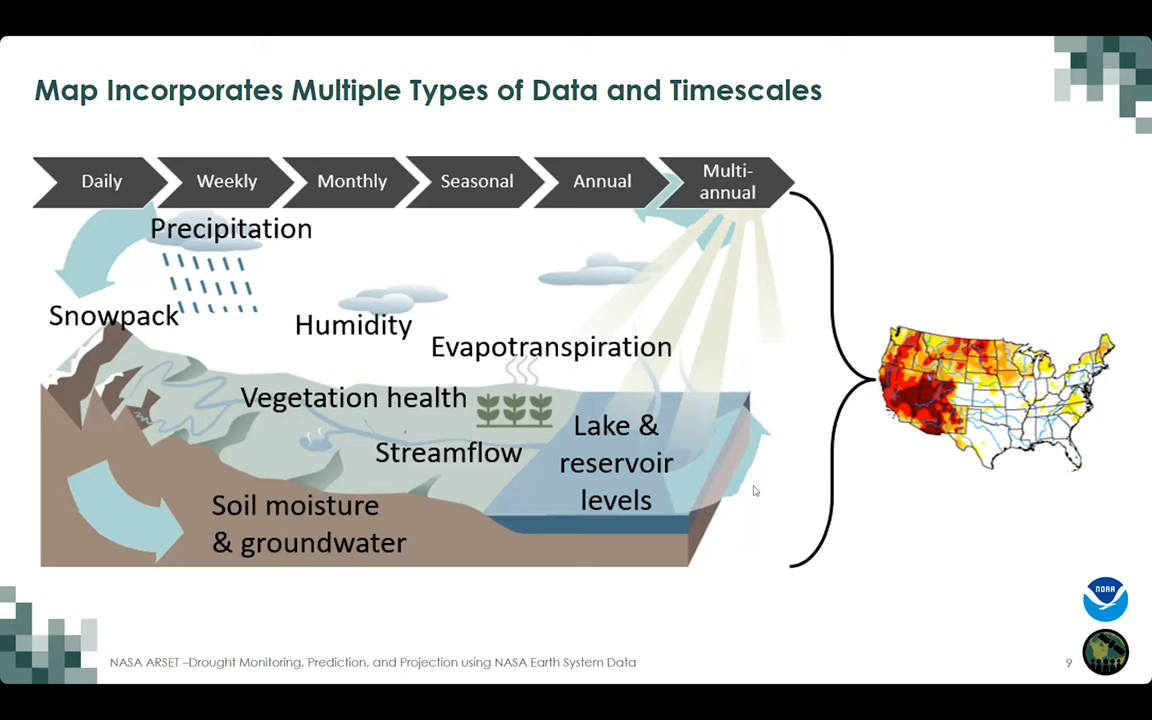 Map Incorporates Multiple Types of Data and Timescales
Daily
Weekly
Monthly
Seasonal
Annual
Multi-
annual
Precipitation
Snowpack
Humidity
Evapotranspiration
Vegetation health
Streamflow
Lake &
reservoir
levels
Soil moisture
& groundwater
NOAA
NASA ARSET –Drought Monitoring, Prediction, and Projection using NASA Earth System Data
9